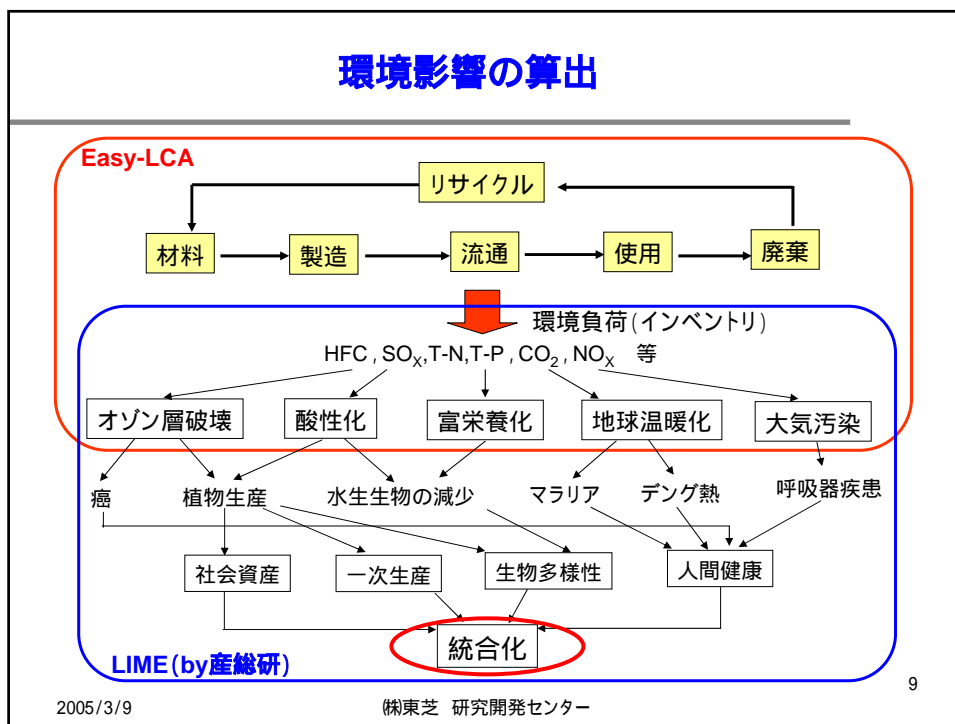 環境影響の算出
Easy-LCA
リサイクル
材料 製造 流通 使用 廃棄
環境負荷(インベントリ)
HFC , SOX,T-N,T-P , CO2 , NOX 等
オゾン層破壊 酸性化 富栄養化 地球温暖化 大気汚染
癌 植物生産 水生生物の減少 マラリア デング熱 呼吸器疾患
社会資産 一次生産 生物多様性 人間健康
統合化
LIME(by産総研)
9
2005/3/9 ㈱東芝 研究開発センター